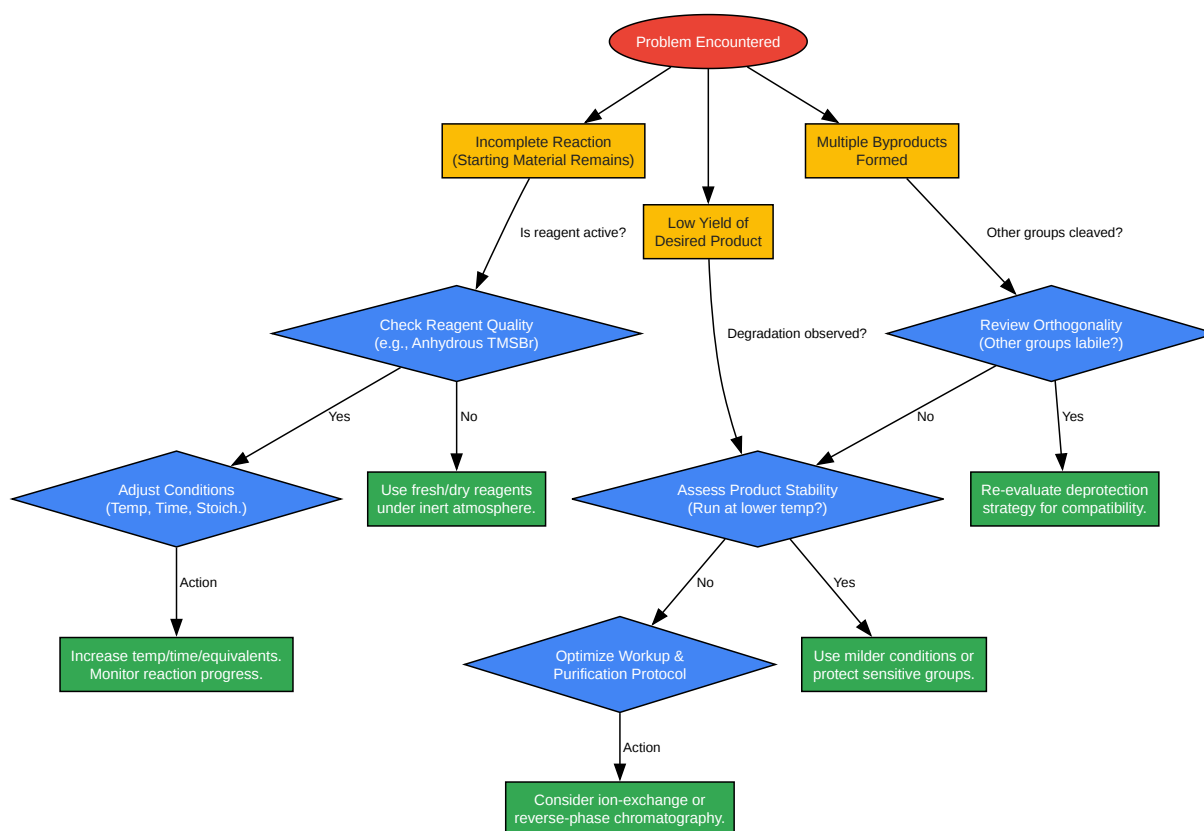 Problem Encountered
Incomplete Reaction
(Starting Material Remains)
Multiple Byproducts
Formed
Low Yield of
Desired Product
Is reagent active?
Other groups cleaved?
Degradation observed?
Check Reagent Quality
(e.g., Anhydrous TMSBr)
Review Orthogonality
(Other groups labile?)
Yes
No
No
Yes
Adjust Conditions
(Temp, Time, Stoich.)
Use fresh/dry reagents
under inert atmosphere.
Assess Product Stability
(Run at lower temp?)
Re-evaluate deprotection
strategy for compatibility.
Action
No
Yes
Increase temp/time/equivalents.
Monitor reaction progress.
Optimize Workup &
Purification Protocol
Use milder conditions or
protect sensitive groups.
Action
Consider ion-exchange or
reverse-phase chromatography.